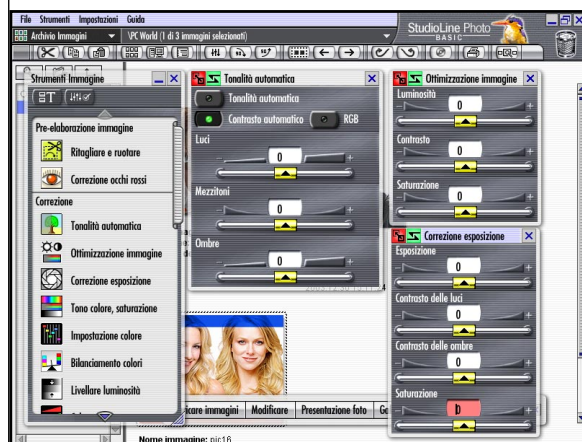 File Strumenti Impostazioni Guida
StudioLine Photo
BASIC
Archivio Immagini
\PC World (1 di 3 immagini selezionati)
Strumenti Immagine
Pre-elaborazione immagine
Ritagliare e ruotare
Correzione occhi rossi
Correzione
Tonalità automatica
Ottimizzazione immagine
Correzione esposizione
Tono colore, saturazione
Impostazione colore
Bilanciamento colori
Livellare luminosità
Tonalità automatica
Tonalità automatica
Contrasto automatico
RGB
Luci
0
Mezzitoni
0
Ombre
0
Ottimizzazione immagine
Luminosità
0
Contrasto
0
Saturazione
0
Correzione esposizione
Esposizione
0
Contrasto delle luci
0
Contrasto delle ombre
0
Saturazione
0
icare immagini
Modificare
Presentazione foto
Nome immagine: pic16